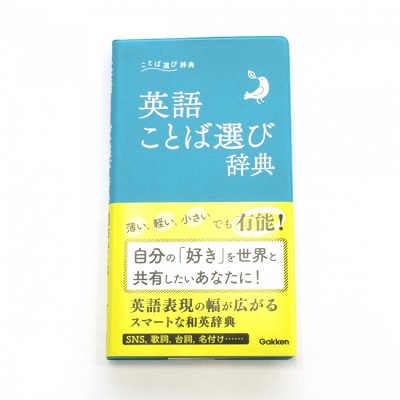 ことば選び辞典
英語
ことば選び
辞典
薄い、軽い、小さい
でも有能！
自分の「好き」を世界と
共有したいあなたに！
英語表現の幅が広がる
スマートな和英辞典
SNS, 歌詞, 台詞, 名付け……
Gakken